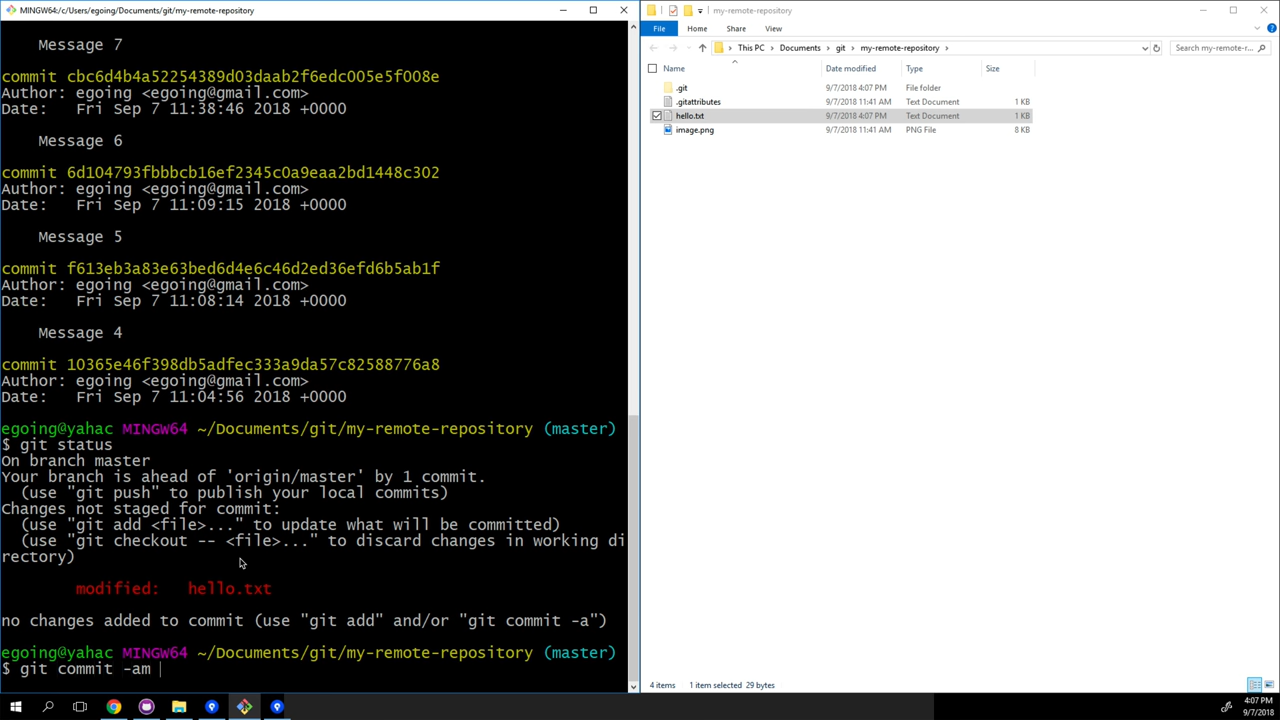 MINGW64:/c/Users/egoing/Documents/git/my-remote-repository
Message 7
commit cbc6d4b4a52254389d03daab2f6edc005e5f008e
Author: egoing <egoing@gmail.com>
Date:   Fri Sep 7 11:38:46 2018 +0000
Message 6
commit 6d104793fbbbcb16ef2345c0a9eaa2bd1448c302
Author: egoing <egoing@gmail.com>
Date:   Fri Sep 7 11:09:15 2018 +0000
Message 5
commit f613eb3a83e63bed6d4e6c46d2ed36efd6b5ab1f
Author: egoing <egoing@gmail.com>
Date:   Fri Sep 7 11:08:14 2018 +0000
Message 4
commit 10365e46f398db5adfec333a9da57c82588776a8
Author: egoing <egoing@gmail.com>
Date:   Fri Sep 7 11:04:56 2018 +0000
egoing@yahac MINGW64 ~/Documents/git/my-remote-repository (master)
$ git status
On branch master
Your branch is ahead of 'origin/master' by 1 commit.
(use "git push" to publish your local commits)
Changes not staged for commit:
(use "git add <file>..." to update what will be committed)
(use "git checkout -- <file>..." to discard changes in working di
rectory)
modified:   hello.txt
no changes added to commit (use "git add" and/or "git commit -a")
egoing@yahac MINGW64 ~/Documents/git/my-remote-repository (master)
$ git commit -am
my-remote-repository
File Home Share View
This PC Documents git my-remote-repository
Search my-remote-r...
Name Date modified Type Size
.git 9/7/2018 4:07 PM File folder
.gitattributes 9/7/2018 11:41 AM Text Document 1 KB
hello.txt 9/7/2018 4:07 PM Text Document 1 KB
image.png 9/7/2018 11:41 AM PNG File 8 KB
4 items 1 item selected 29 bytes
4:07 PM
9/7/2018